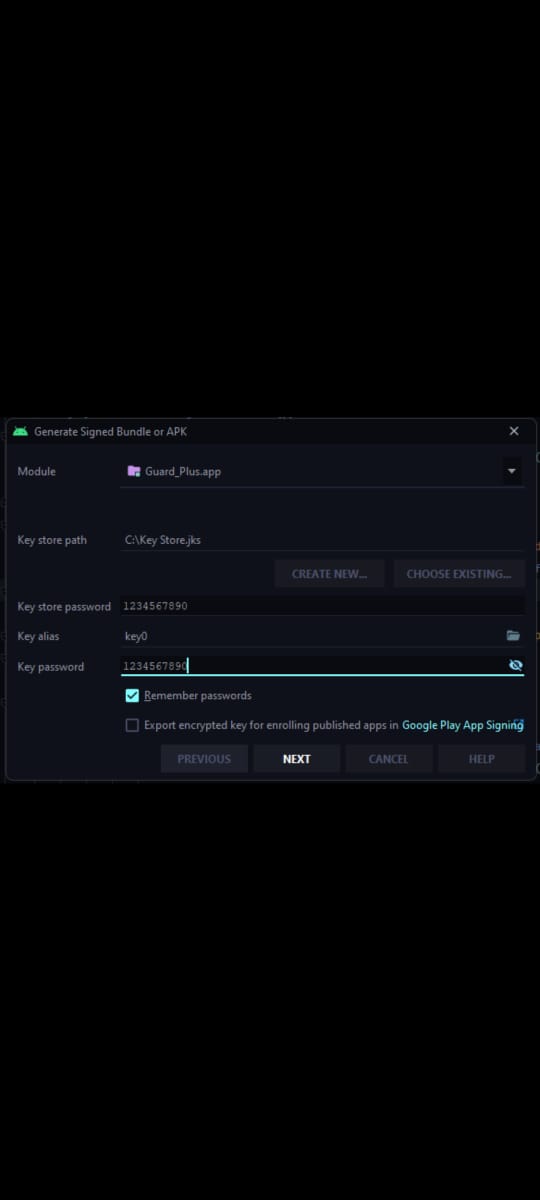 Generate Signed Bundle or APK
Module Guard_Plus.app
Key store path C:\Key Store.jks
CREATE NEW... CHOOSE EXISTING...
Key store password 1234567890
Key alias key0
Key password 1234567890
Remember passwords
Export encrypted key for enrolling published apps in Google Play App Signing
PREVIOUS NEXT CANCEL HELP